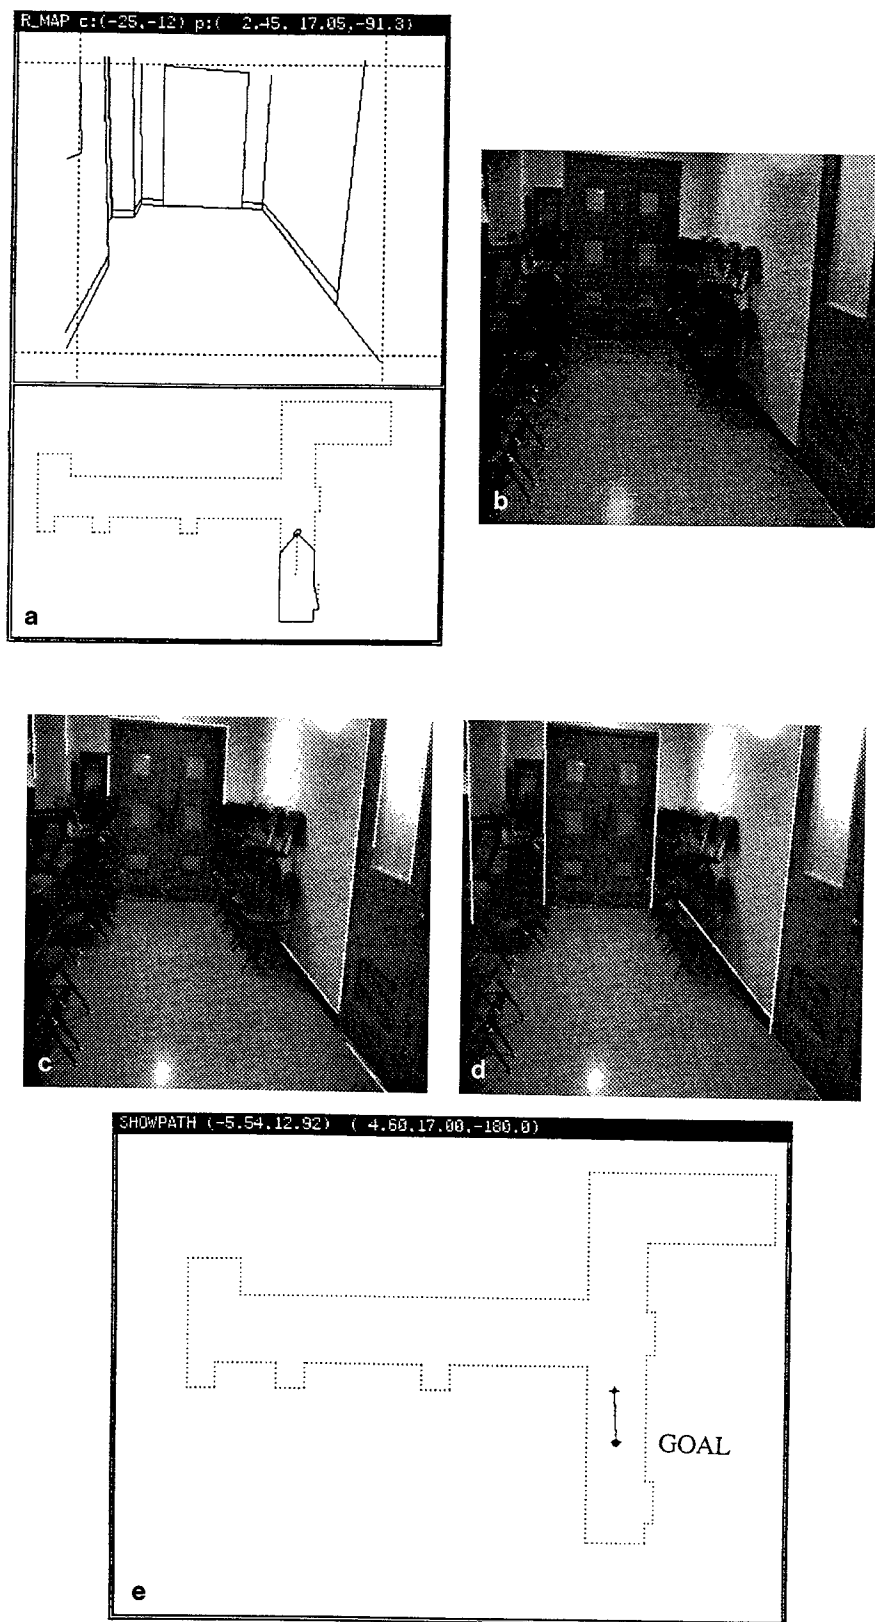 R_MAP c:(-25,-12) p:( 2.45, 17.05,-91.3)
a
b
c
d
SHOWPATH (-5.54,12.92) ( 4.60,17.00,-180.0)
GOAL
e